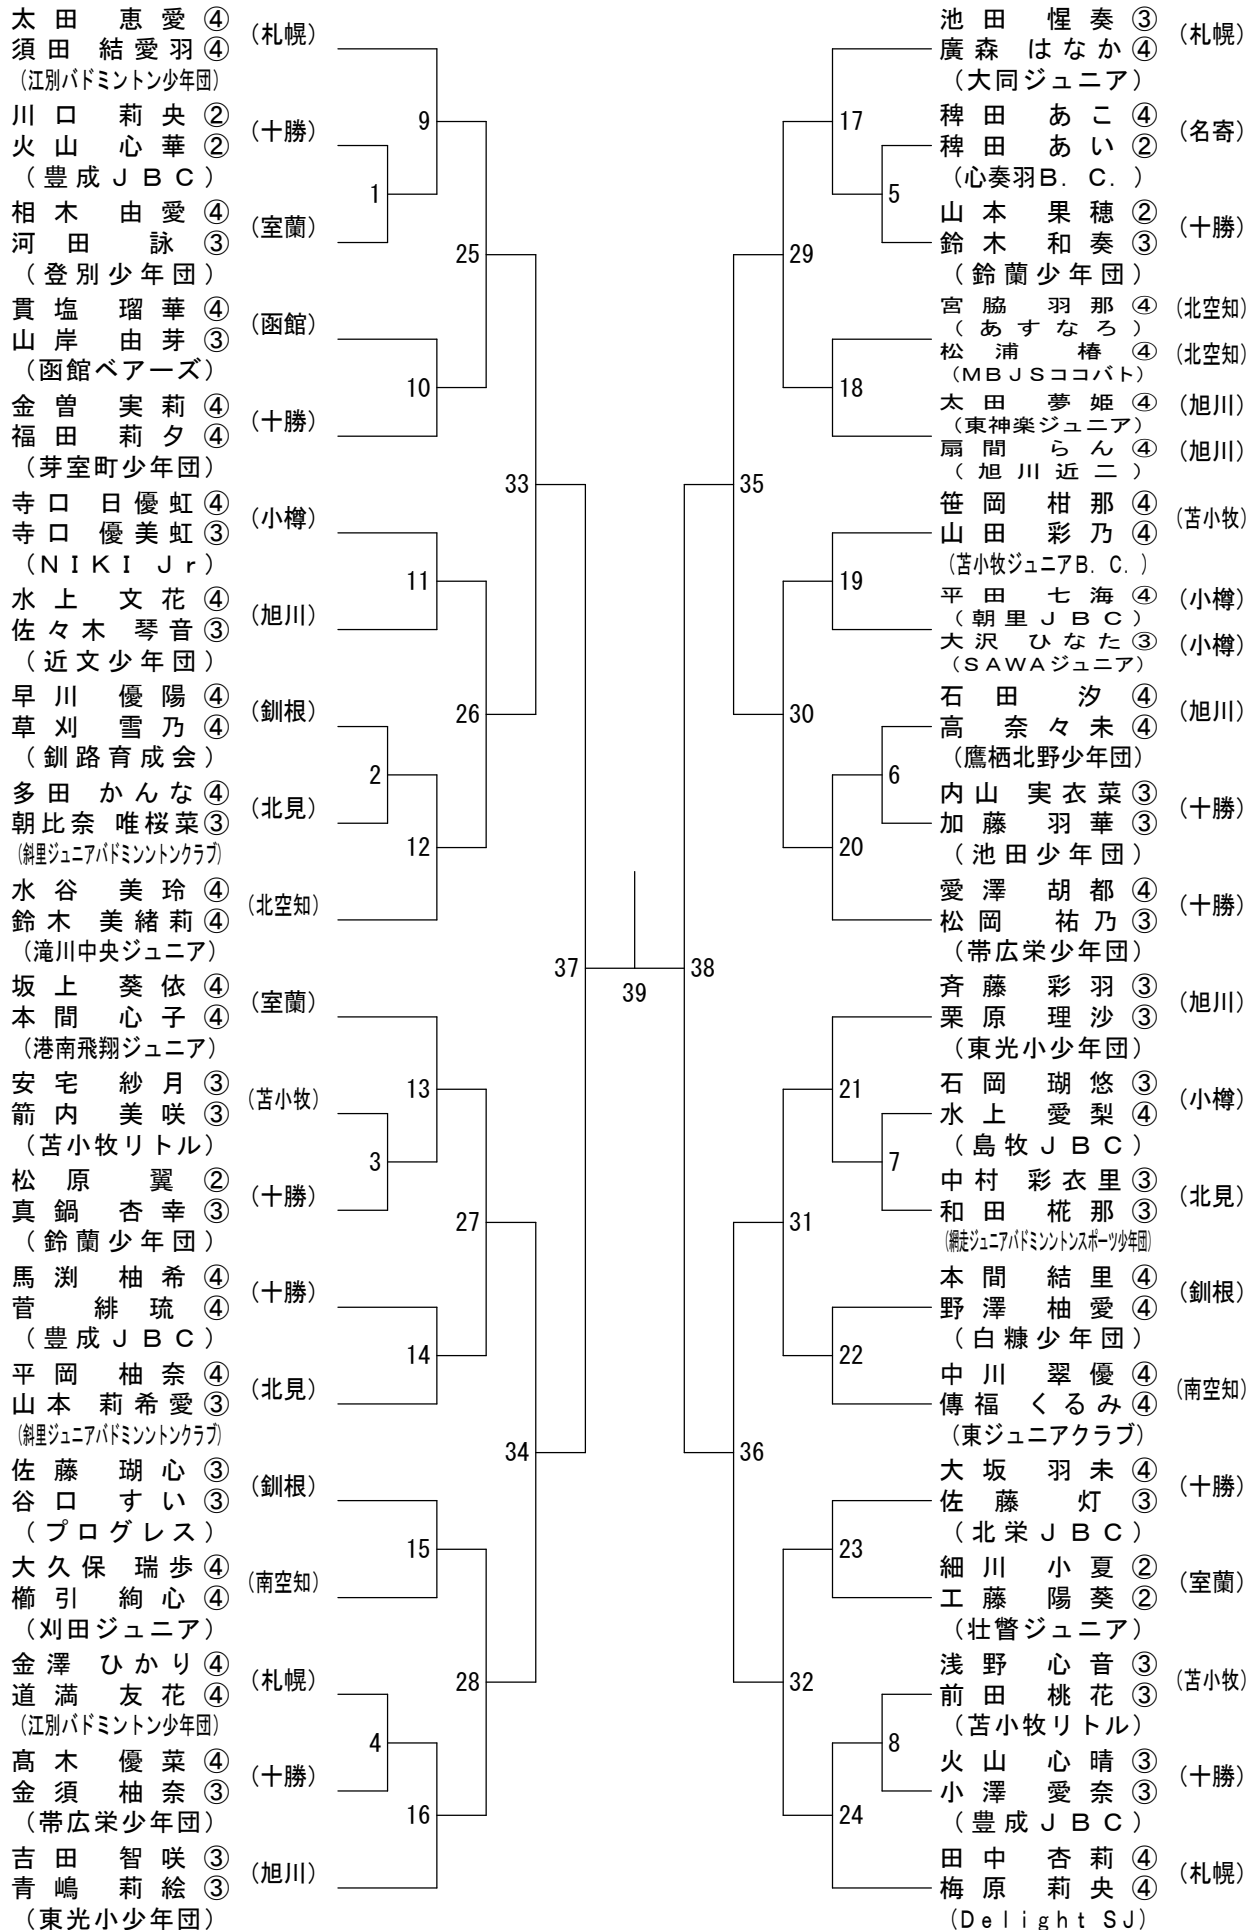 太田 恵愛④
須田 結愛羽④
(札幌)
(江別バドミントン少年団)
川口 莉央②
火山 心華②
(十勝)
(豊成JBC)
相木 由愛④
河田 詠③
(室蘭)
(登別少年団)
貫塩 瑠華④
山岸 由芽③
(函館)
(函館ベアーズ)
金曽 実莉④
福田 莉夕④
(十勝)
(芽室町少年団)
寺口 日優虹④
寺口 優美虹③
(小樽)
(NIKI Jr)
水上 文花④
佐々木 琴音③
(旭川)
(近文少年団)
早川 優陽④
草刈 雪乃④
(釧根)
(釧路育成会)
多田 かんな④
朝比奈 唯桜菜③
(北見)
(斜里ジュニアバドミンントンクラブ)
水谷 美玲④
鈴木 美緒莉④
(北空知)
(滝川中央ジュニア)
坂上 葵依④
本間 心子④
(室蘭)
(港南飛翔ジュニア)
安宅 紗月③
箭内 美咲③
(苫小牧)
(苫小牧リトル)
松原 翼②
真鍋 杏幸③
(十勝)
(鈴蘭少年団)
馬渕 柚希④
菅 緋琉④
(十勝)
(豊成JBC)
平岡 柚奈④
山本 莉希愛③
(北見)
(斜里ジュニアバドミンントンクラブ)
佐藤 瑚心③
谷口 すい③
(釧根)
(プログレス)
大久保 瑞歩④
櫛引 絢心④
(南空知)
(刈田ジュニア)
金澤 ひかり④
道満 友花④
(札幌)
(江別バドミントン少年団)
髙木 優菜④
金須 柚奈③
(十勝)
(帯広栄少年団)
吉田 智咲③
青嶋 莉絵③
(旭川)
(東光小少年団)
1
2
3
4
9
10
11
12
13
14
15
16
25
26
27
28
33
34
37
39
38
35
36
29
30
31
32
17
18
19
20
21
22
23
24
5
6
7
8
池田 惺奏③
廣森 はなか④
(札幌)
(大同ジュニア)
稗田 あこ④
稗田 あい②
(名寄)
(心奏羽B.C.)
山本 果穂②
鈴木 和奏③
(十勝)
(鈴蘭少年団)
宮脇 羽那④ (北空知)
(あすなろ)
松浦 椿④ (北空知)
(MBJSココバト)
太田 夢姫④ (旭川)
(東神楽ジュニア)
扇間 らん④ (旭川)
(旭川近二)
笹岡 柑那④
山田 彩乃④
(苫小牧)
(苫小牧ジュニアB.C.)
平田 七海④ (小樽)
(朝里JBC)
大沢 ひなた③ (小樽)
(SAWAジュニア)
石田 汐④
高 奈々未④
(旭川)
(鷹栖北野少年団)
内山 実衣菜③
加藤 羽華③
(十勝)
(池田少年団)
愛澤 胡都④
松岡 祐乃③
(十勝)
(帯広栄少年団)
斉藤 彩羽③
栗原 理沙③
(旭川)
(東光小少年団)
石岡 瑚悠③
水上 愛梨④
(小樽)
(島牧JBC)
中村 彩衣里③
和田 椛那③
(北見)
(網走ジュニアバドミンントンスポーツ少年団)
本間 結里④
野澤 柚愛④
(釧根)
(白糠少年団)
中川 翠優④
傳福 くるみ④
(南空知)
(東ジュニアクラブ)
大坂 羽未④
佐藤 灯③
(十勝)
(北栄JBC)
細川 小夏②
工藤 陽葵②
(室蘭)
(壮瞥ジュニア)
浅野 心音③
前田 桃花③
(苫小牧)
(苫小牧リトル)
火山 心晴③
小澤 愛奈③
(十勝)
(豊成JBC)
田中 杏莉④
梅原 莉央④
(札幌)
(Delight SJ)